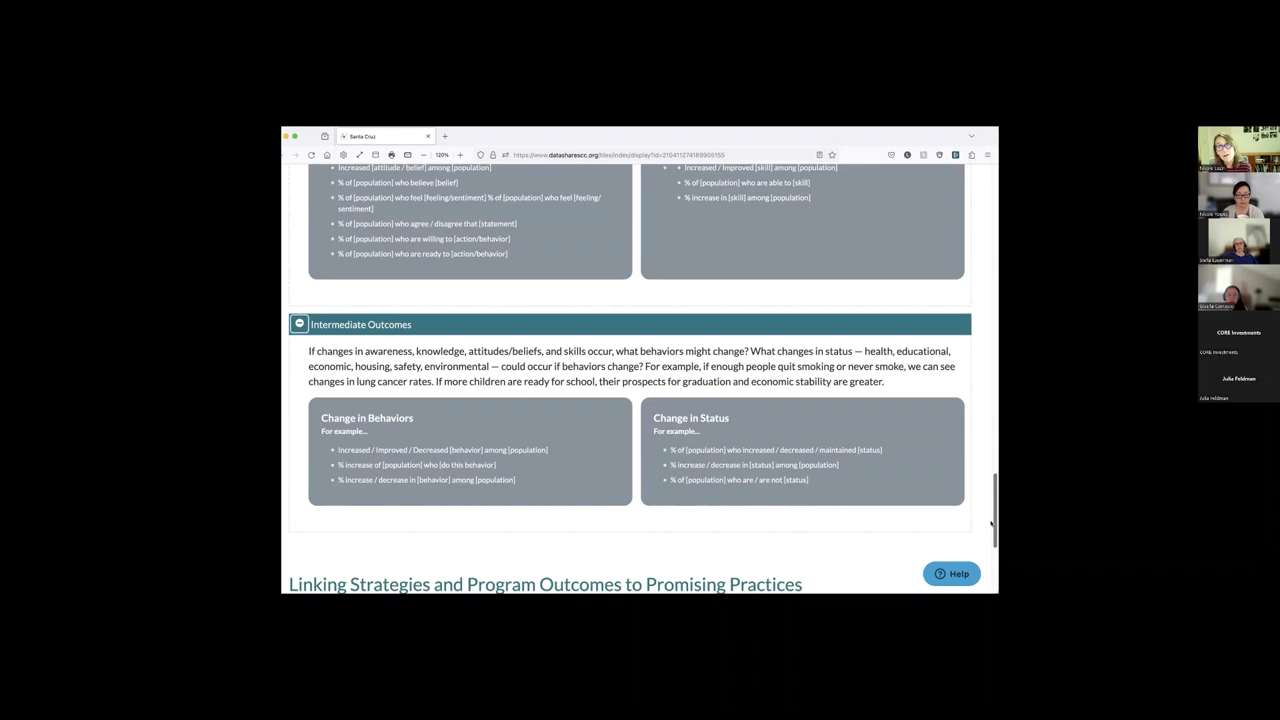 Santa Cruz
120%
https://www.datasharescc.org/tiles/index/display?id=210411274189905155
Increased [attitude / belief] among [population]
% of [population] who believe [belief]
% of [population] who feel [feeling/sentiment] % of [population] who feel [feeling/
sentiment]
% of [population] who agree / disagree that [statement]
% of [population] who are willing to [action/behavior]
% of [population] who are ready to [action/behavior]
Increased / Improved [skill] among [population]
% of [population] who are able to [skill]
% increase in [skill] among [population]
Intermediate Outcomes
If changes in awareness, knowledge, attitudes/beliefs, and skills occur, what behaviors might change? What changes in status — health, educational,
economic, housing, safety, environmental — could occur if behaviors change? For example, if enough people quit smoking or never smoke, we can see
changes in lung cancer rates. If more children are ready for school, their prospects for graduation and economic stability are greater.
Change in Behaviors
For example...
Increased / Improved / Decreased [behavior] among [population]
% increase of [population] who [do this behavior]
% increase / decrease in [behavior] among [population]
Change in Status
For example...
% of [population] who increased / decreased / maintained [status]
% increase / decrease in [status] among [population]
% of [population] who are / are not [status]
Linking Strategies and Program Outcomes to Promising Practices
Help
Nicole Young
Stella Lauerman
CORE Investments
CORE Investments
Julia Feldman
Julia Feldman